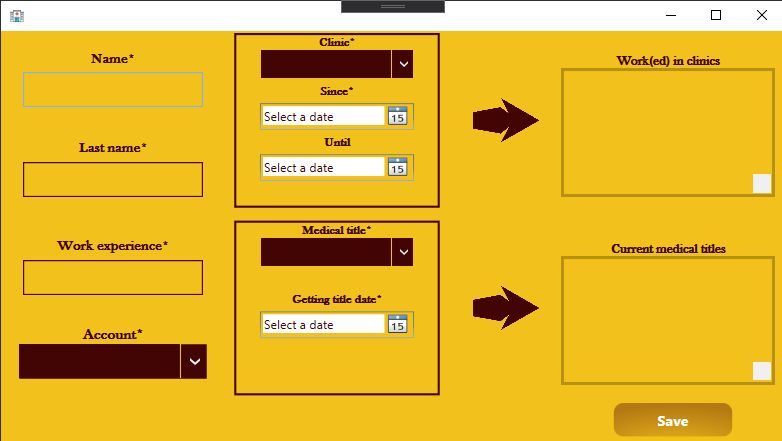 Name*
Last name*
Work experience*
Account*
Clinic*
Since*
Select a date
15
Until
Select a date
15
Medical title*
Getting title date*
Select a date
15
Work(ed) in clinics
Current medical titles
Save